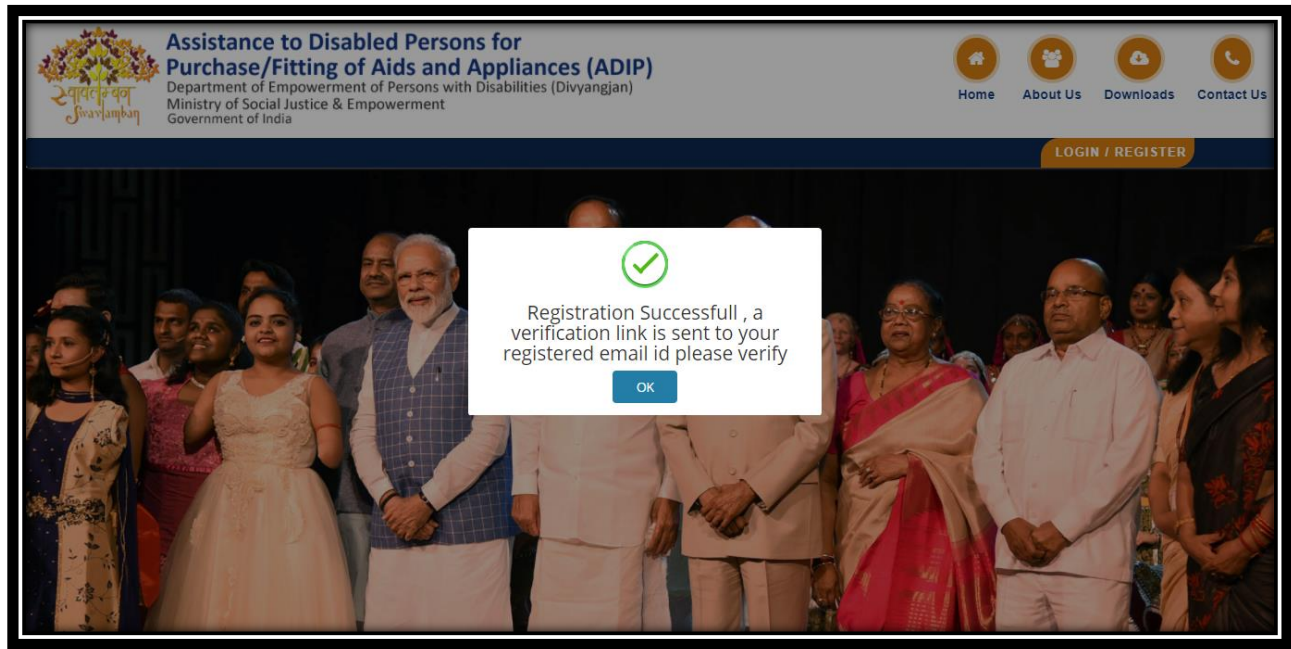 Assistance to Disabled Persons for
Purchase/Fitting of Aids and Appliances (ADIP)
Department of Empowerment of Persons with Disabilities (Divyangjan)
Ministry of Social Justice & Empowerment
Government of India
स्वावलम्बन
Swavlamban
Home
About Us
Downloads
Contact Us
LOGIN / REGISTER
Registration Successfull , a
verification link is sent to your
registered email id please verify
OK